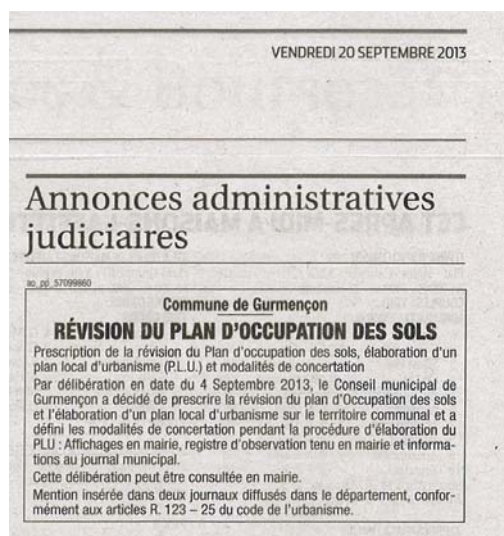 VENDREDI 20 SEPTEMBRE 2013
Annonces administratives
judiciaires
ao_pp_57099860
Commune de Gurmençon
RÉVISION DU PLAN D'OCCUPATION DES SOLS
Prescription de la révision du Plan d'occupation des sols, élaboration d'un
plan local d'urbanisme (P.L.U.) et modalités de concertation
Par délibération en date du 4 Septembre 2013, le Conseil municipal de
Gurmençon a décidé de prescrire la révision du plan d'Occupation des sols
et l'élaboration d'un plan local d'urbanisme sur le territoire communal et a
défini les modalités de concertation pendant la procédure d'élaboration du
PLU : Affichages en mairie, registre d'observation tenu en mairie et informa-
tions au journal municipal.
Cette délibération peut être consultée en mairie.
Mention insérée dans deux journaux diffusés dans le département, confor-
mément aux articles R. 123 – 25 du code de l'urbanisme.